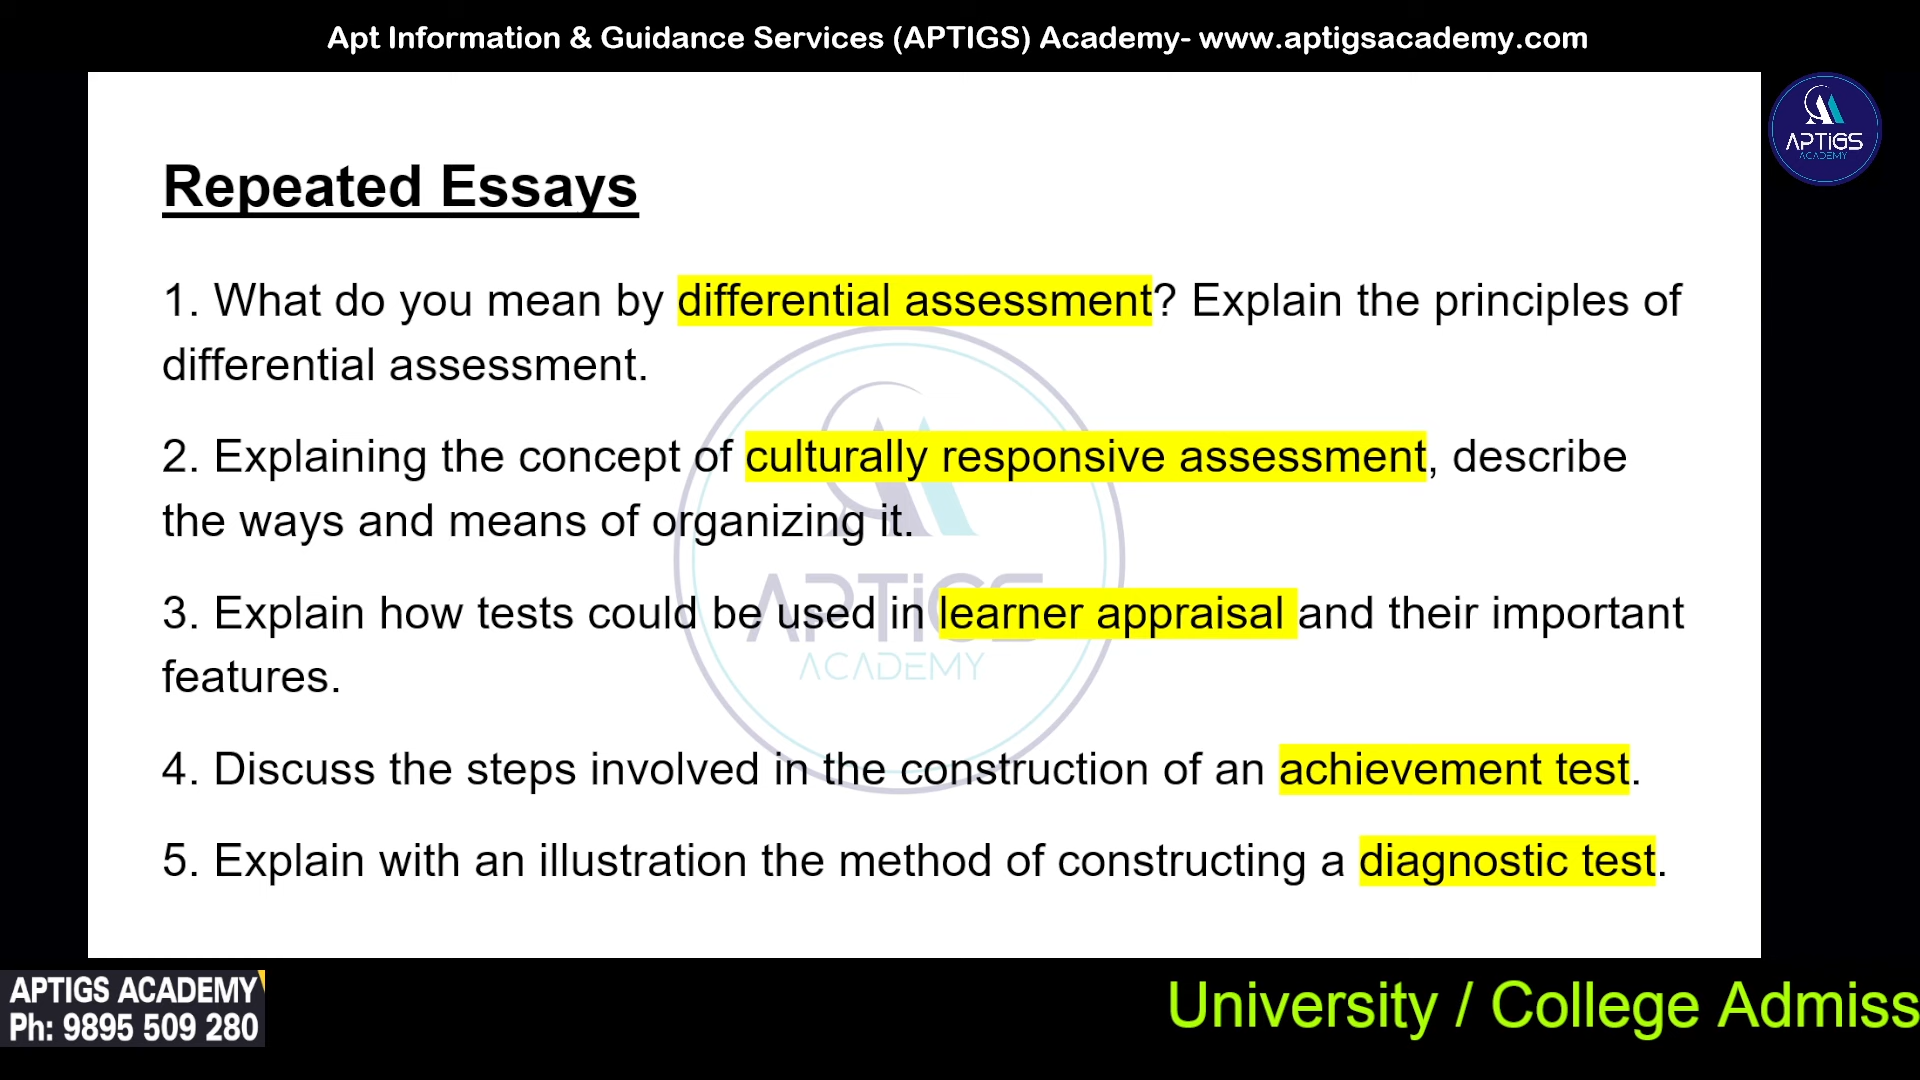 Apt Information & Guidance Services (APTIGS) Academy- www.aptigsacademy.com
APTiGS
ACADEMY
Repeated Essays
1. What do you mean by differential assessment? Explain the principles of
differential assessment.
2. Explaining the concept of culturally responsive assessment, describe
the ways and means of organizing it.
APTiGS
3. Explain how tests could be used in learner appraisal and their important
ACADEMY
features.
4. Discuss the steps involved in the construction of an achievement test.
5. Explain with an illustration the method of constructing a diagnostic test.
APTIGS ACADEMY
Ph: 9895 509 280
University / College Admiss